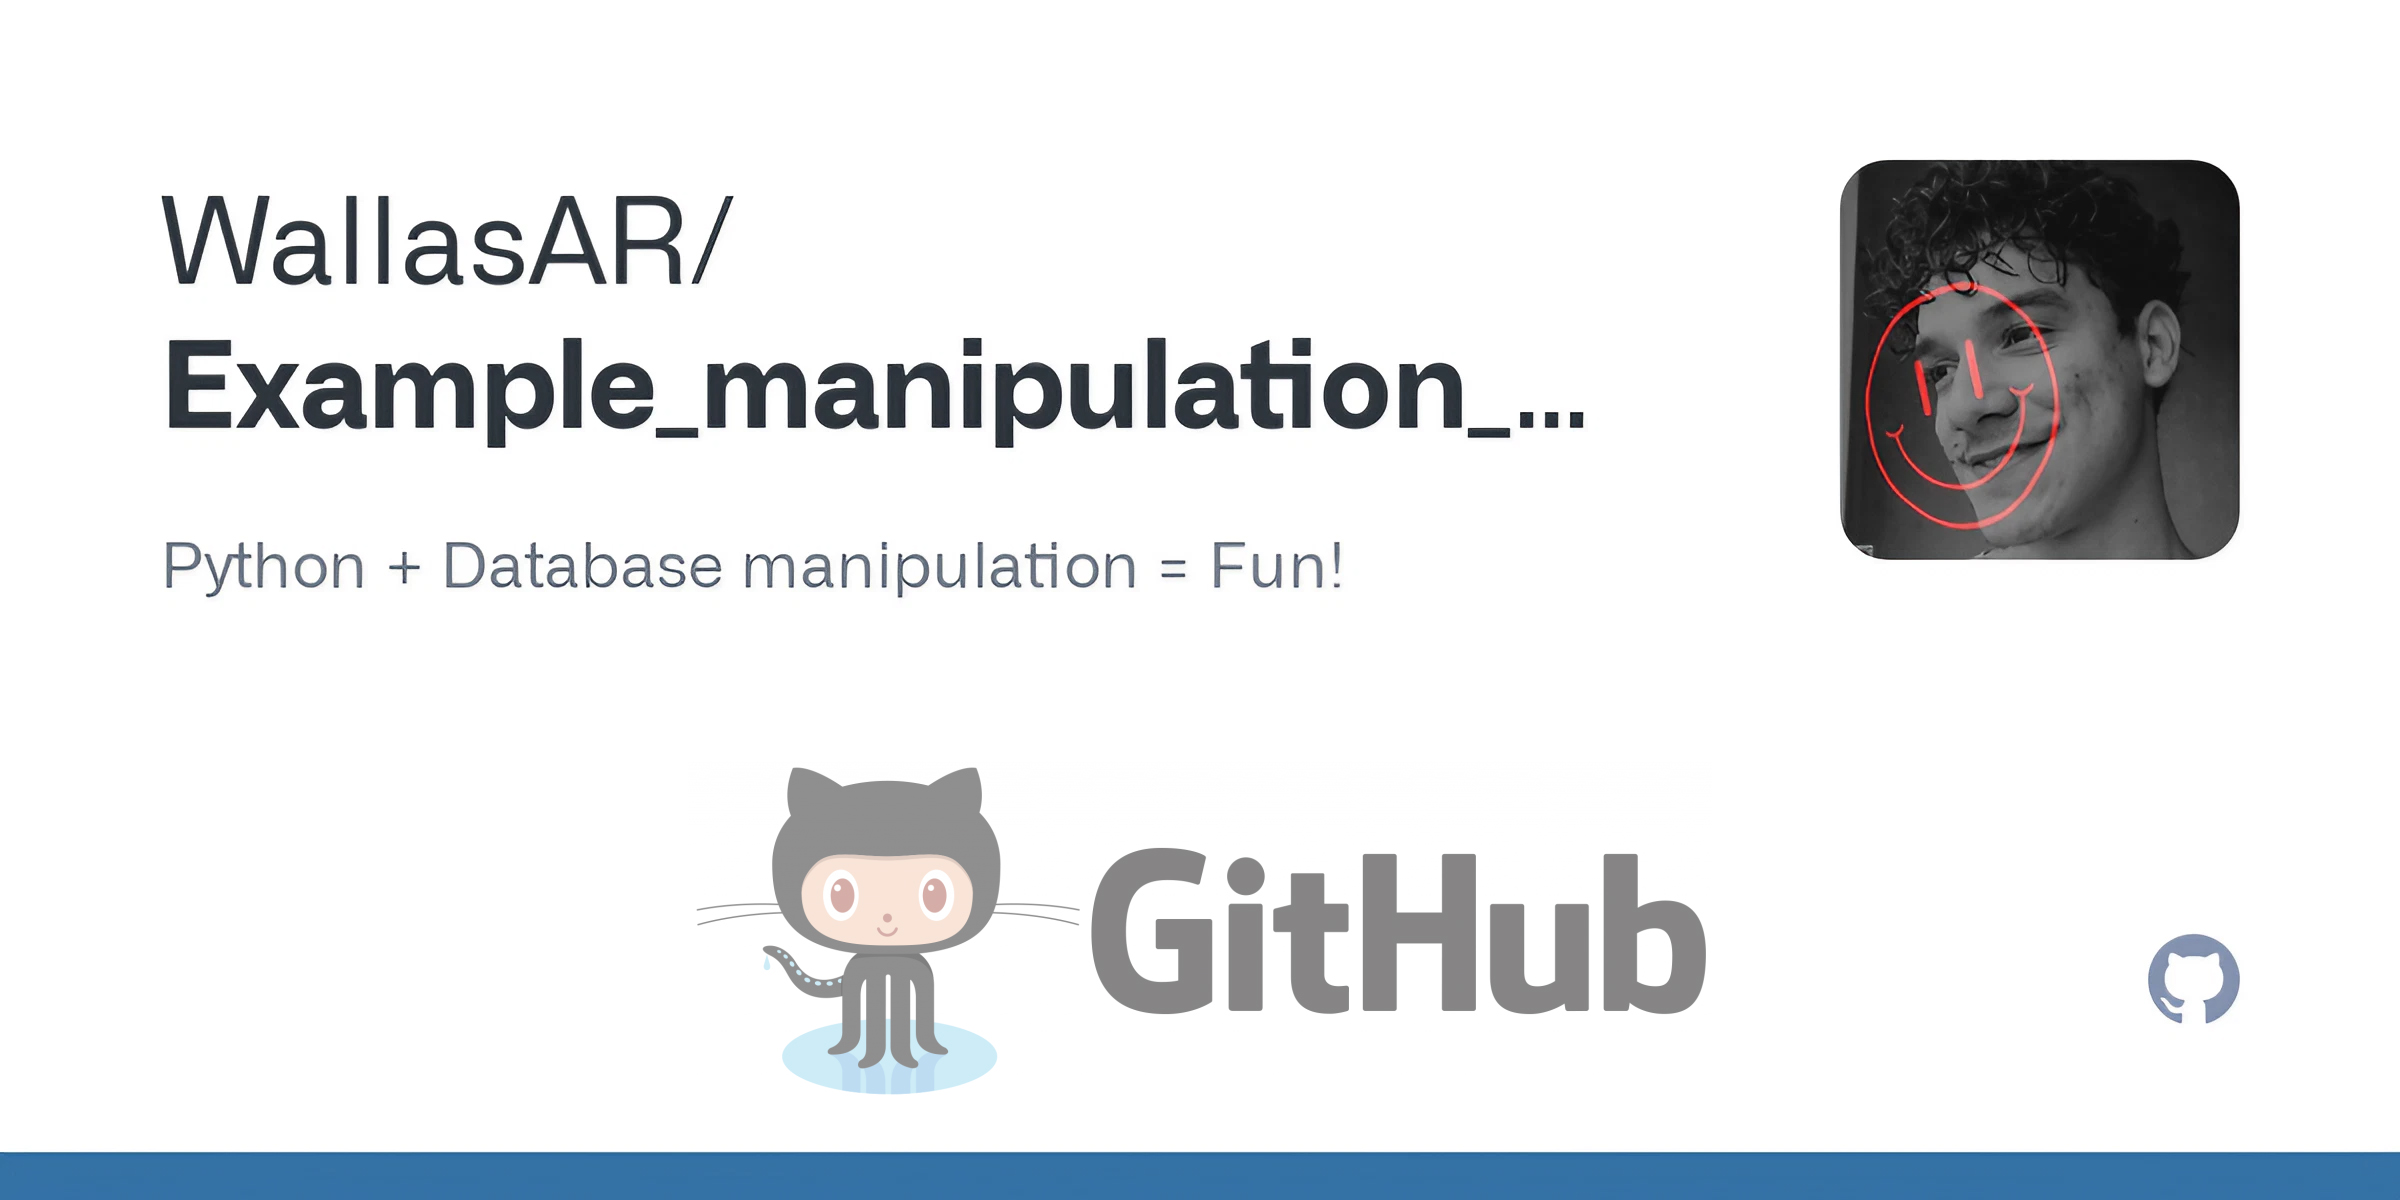 WallasAR/
Example_manipulation_...
Python + Database manipulation = Fun!
GitHub